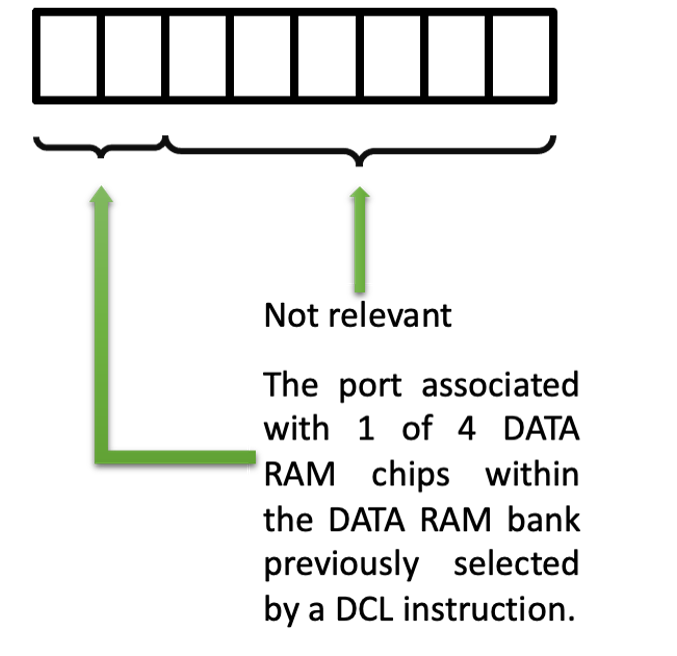 Not relevant
The port associated
with 1 of 4 DATA
RAM chips within
the DATA RAM bank
previously selected
by a DCL instruction.